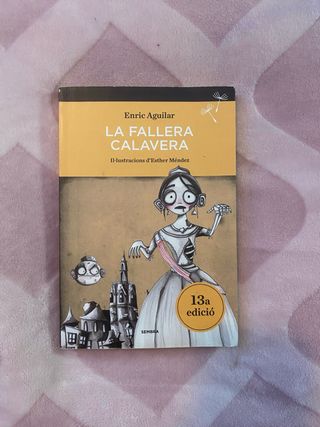 Enric Aguilar
LA FALLERA
CALAVERA
Il·lustracions d'Esther Méndez
13a
edició
SEMBRA